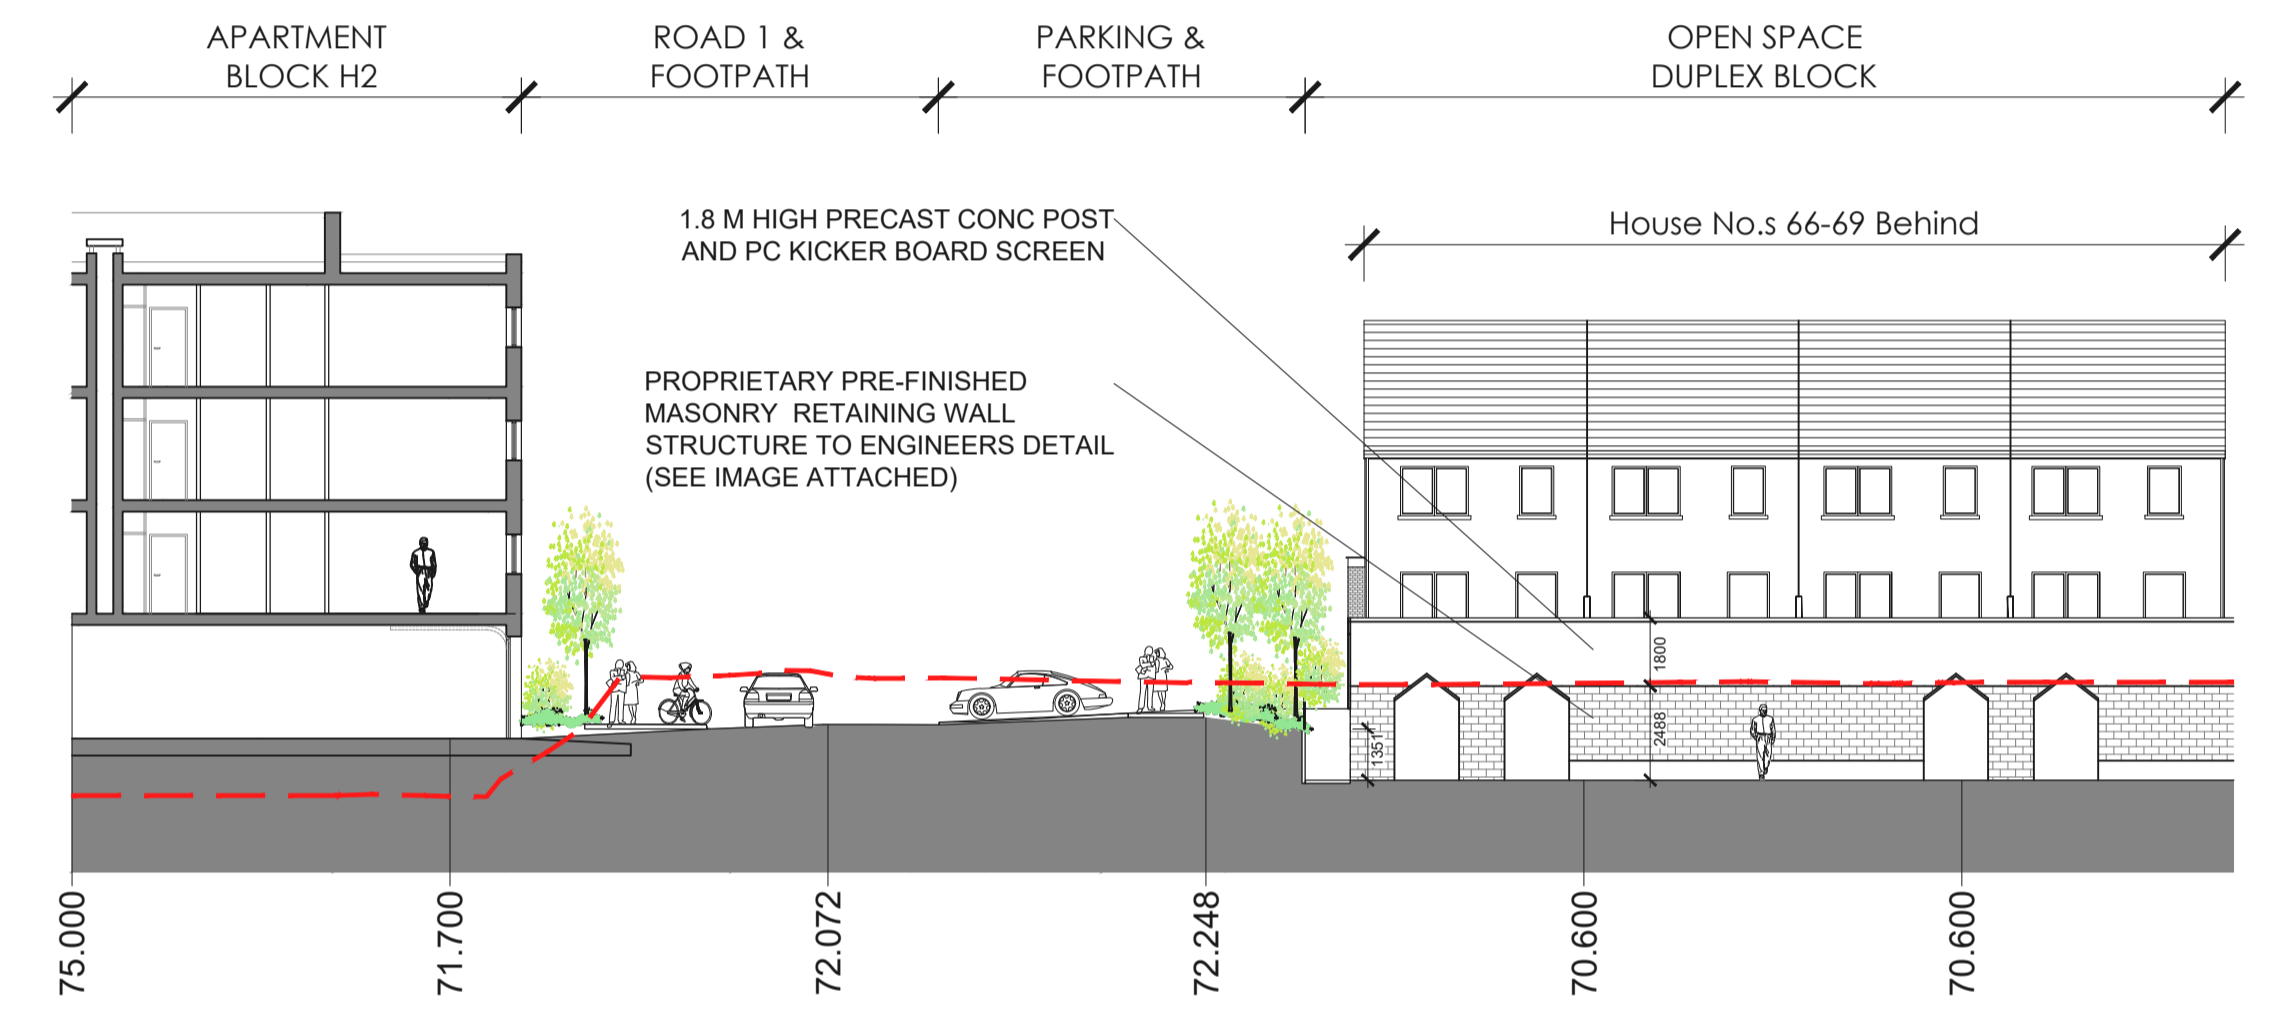 APARTMENT
BLOCK H2
ROAD 1 &
FOOTPATH
PARKING &
FOOTPATH
OPEN SPACE
DUPLEX BLOCK
1.8 M HIGH PRECAST CONC POST
AND PC KICKER BOARD SCREEN
House No.s 66-69 Behind
PROPRIETARY PRE-FINISHED
MASONRY RETAINING WALL
STRUCTURE TO ENGINEERS DETAIL
(SEE IMAGE ATTACHED)
1800
2488
1351
75.000
71.700
72.072
72.248
70.600
70.600